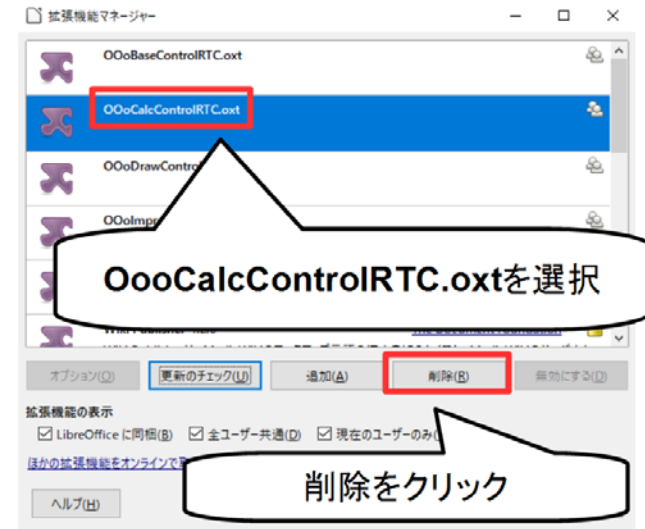 拡張機能マネージャー
OOoBaseControlRTC.oxt
OOoCalcControlRTC.oxt
OOoDrawContro
OOoImpr
OooCalcControlRTC.oxtを選択
オプション(O) 更新のチェック(U) 追加(A) 削除(R) 無効にする(D)
拡張機能の表示
LibreOffice に同梱(B) 全ユーザー共通(D) 現在のユーザーのみ
ほかの拡張機能をオンラインで
削除をクリック
ヘルプ(H)